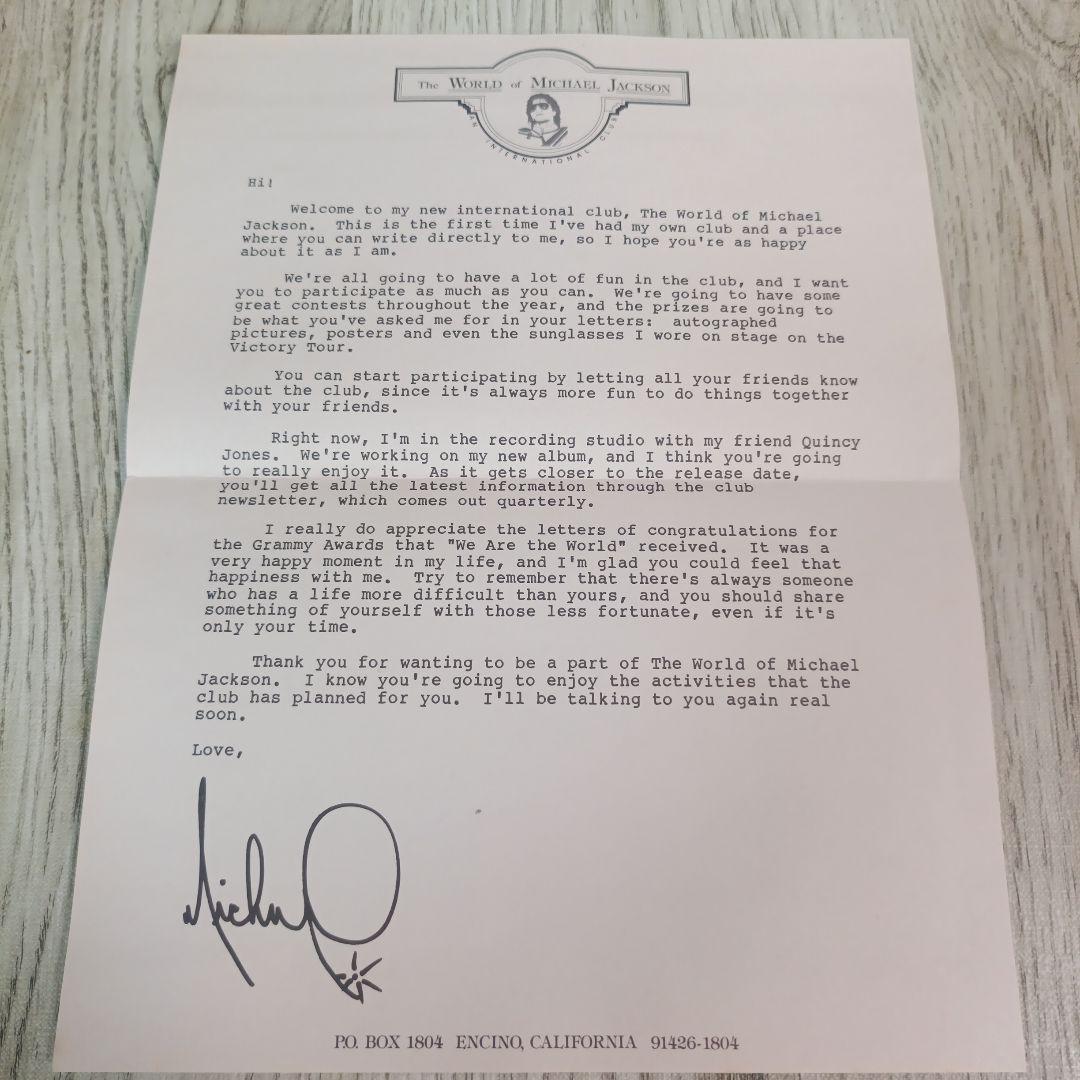 The WORLD of MICHAEL JACKSON
AN INTERNATIONAL CLUB
Hi!
Welcome to my new international club, The World of Michael
Jackson. This is the first time I've had my own club and a place
where you can write directly to me, so I hope you're as happy
about it as I am.
We're all going to have a lot of fun in the club, and I want
you to participate as much as you can. We're going to have some
great contests throughout the year, and the prizes are going to
be what you've asked me for in your letters: autographed
pictures, posters and even the sunglasses I wore on stage on the
Victory Tour.
You can start participating by letting all your friends know
about the club, since it's always more fun to do things together
with your friends.
Right now, I'm in the recording studio with my friend Quincy
Jones. We're working on my new album, and I think you're going
to really enjoy it. As it gets closer to the release date,
you'll get all the latest information through the club
newsletter, which comes out quarterly.
I really do appreciate the letters of congratulations for
the Grammy Awards that "We Are the World" received. It was a
very happy moment in my life, and I'm glad you could feel that
happiness with me. Try to remember that there's always someone
who has a life more difficult than yours, and you should share
something of yourself with those less fortunate, even if it's
only your time.
Thank you for wanting to be a part of The World of Michael
Jackson. I know you're going to enjoy the activities that the
club has planned for you. I'll be talking to you again real
soon.
Love,
Michael
P.O. BOX 1804 ENCINO, CALIFORNIA 91426-1804